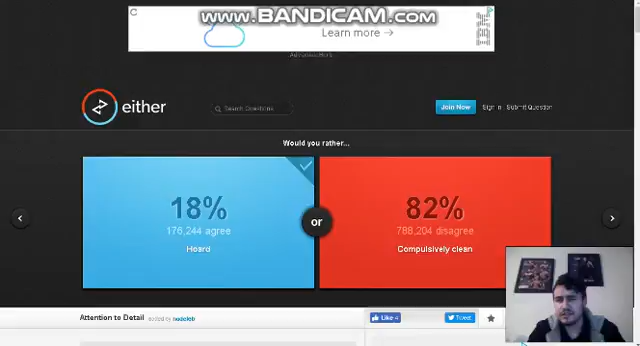 www.BANDICAM.com
Learn more →
IBM
either
Search Questions
Join Now
Sign in
Submit Question
Would you rather...
18%
176,244 agree
Hoard
or
82%
788,204 disagree
Compulsively clean
Attention to Detail
Like 4
Tweet